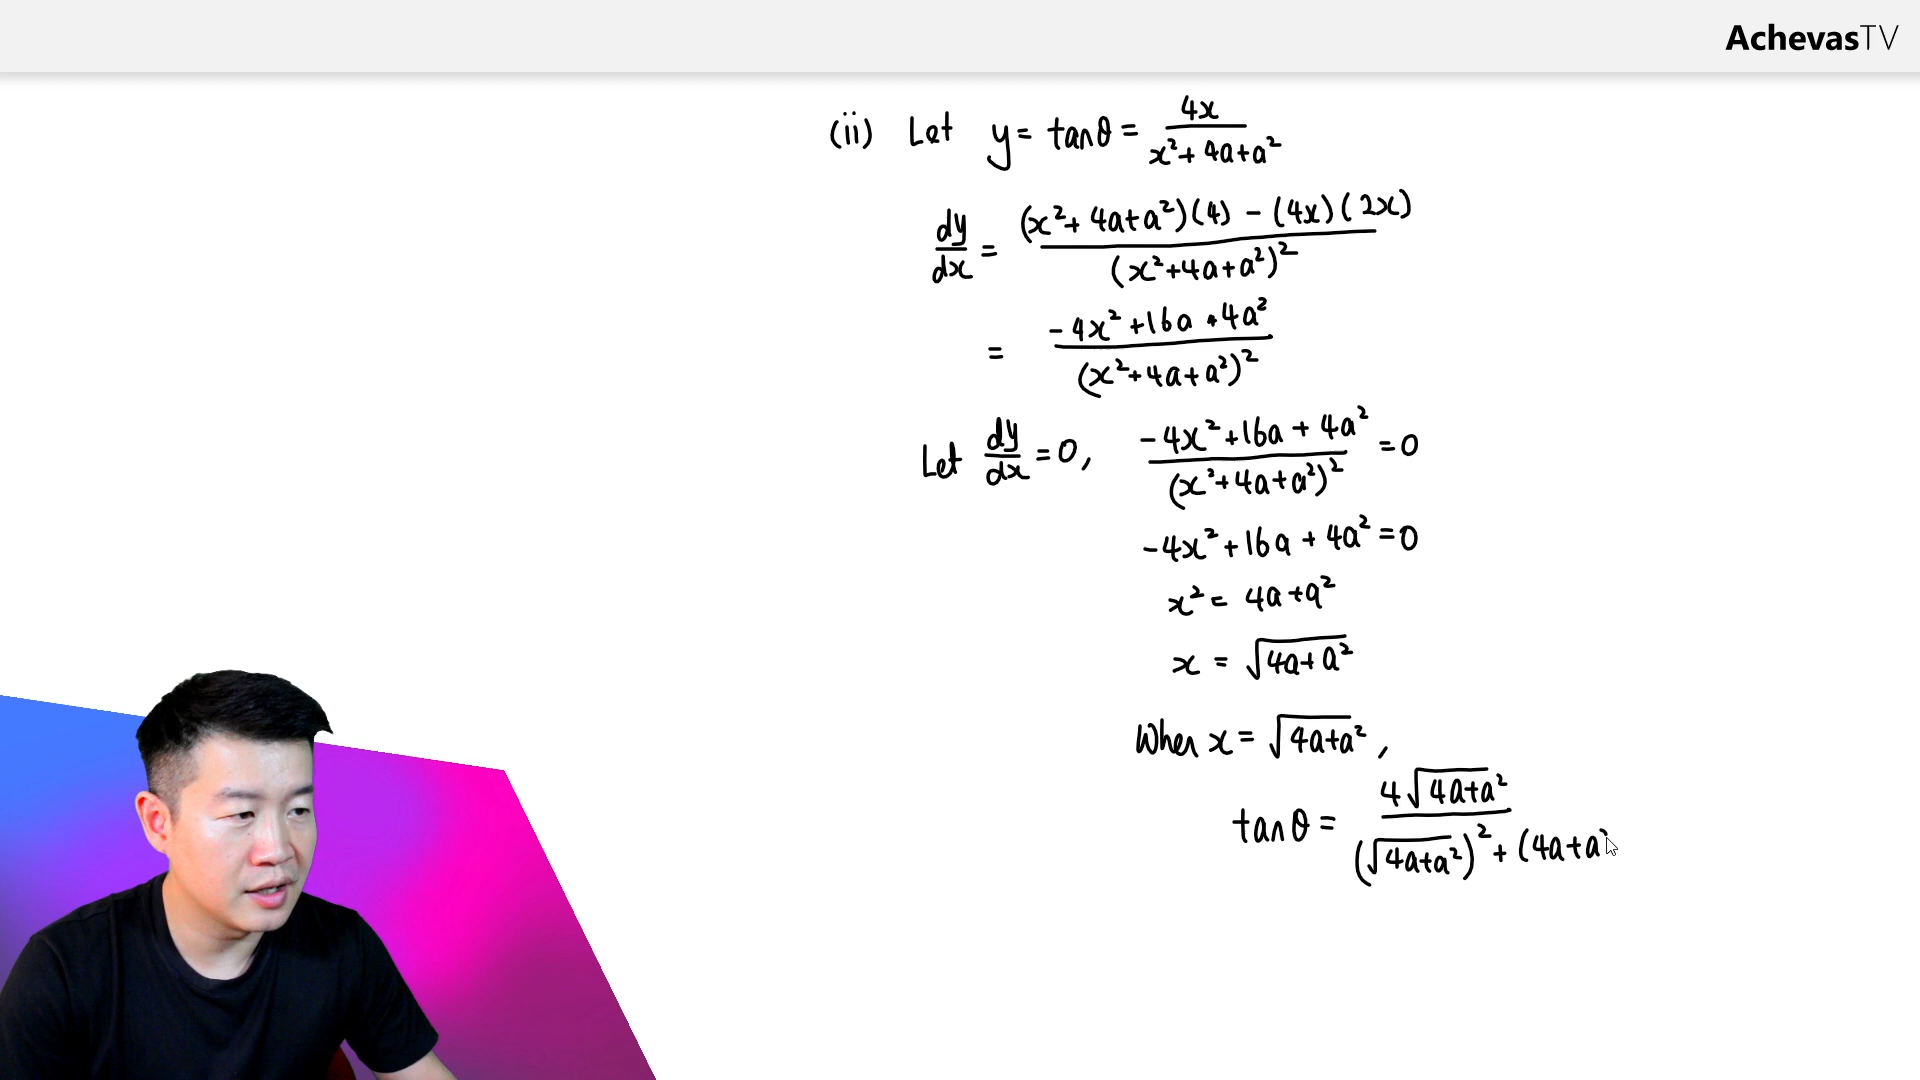 AchevasTV
(ii) Let y = tanθ = 4x / (x² + 4a + a²)
dy/dx = ((x² + 4a + a²)(4) - (4x)(2x)) / (x² + 4a + a²)²
= (-4x² + 16a + 4a²) / (x² + 4a + a²)²
Let dy/dx = 0, (-4x² + 16a + 4a²) / (x² + 4a + a²)² = 0
-4x² + 16a + 4a² = 0
x² = 4a + a²
x = √(4a + a²)
When x = √(4a + a²),
tanθ = 4√(4a + a²) / (√(4a + a²))² + (4a + a²